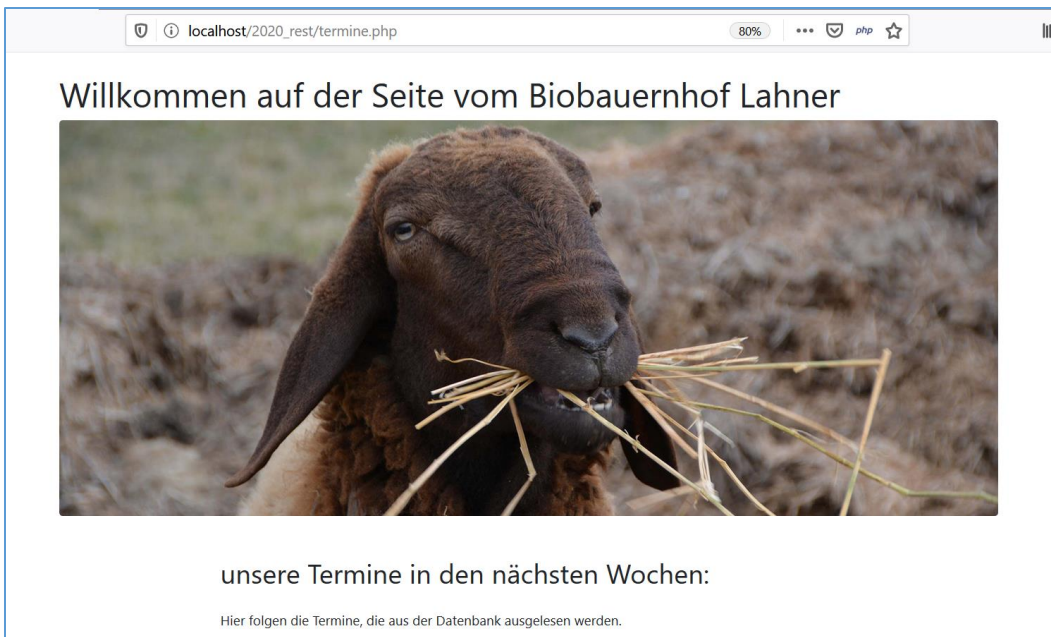 localhost/2020_rest/termine.php
80%
php
Willkommen auf der Seite vom Biobauernhof Lahner
unsere Termine in den nächsten Wochen:
Hier folgen die Termine, die aus der Datenbank ausgelesen werden.